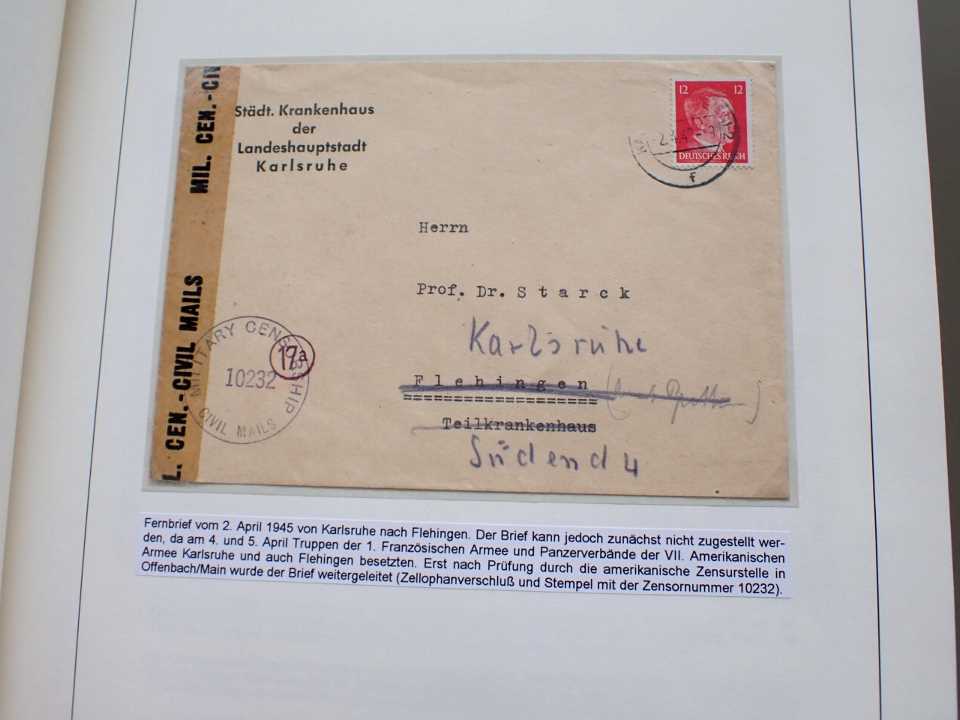 MIL. CEN.-CIV
L. CEN.-CIVIL MAILS
Städt. Krankenhaus
der
Landeshauptstadt
Karlsruhe
12 12
DEUTSCHES REICH
f
Herrn
Prof. Dr. Starck
Karlsruhe
Flehingen
Teilkrankenhaus
Südend 4
MILITARY CENSORSHIP
17a
10232
CIVIL MAILS
Fernbrief vom 2. April 1945 von Karlsruhe nach Flehingen. Der Brief kann jedoch zunächst nicht zugestellt wer-
den, da am 4. und 5. April Truppen der 1. Französischen Armee und Panzerverbände der VII. Amerikanischen
Armee Karlsruhe und auch Flehingen besetzten. Erst nach Prüfung durch die amerikanische Zensurstelle in
Offenbach/Main wurde der Brief weitergeleitet (Zellophanverschluß und Stempel mit der Zensornummer 10232).